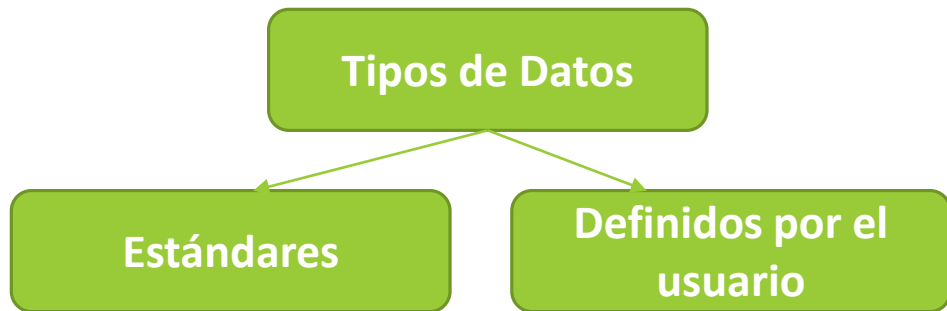 Tipos de Datos
Estándares
Definidos por el
usuario